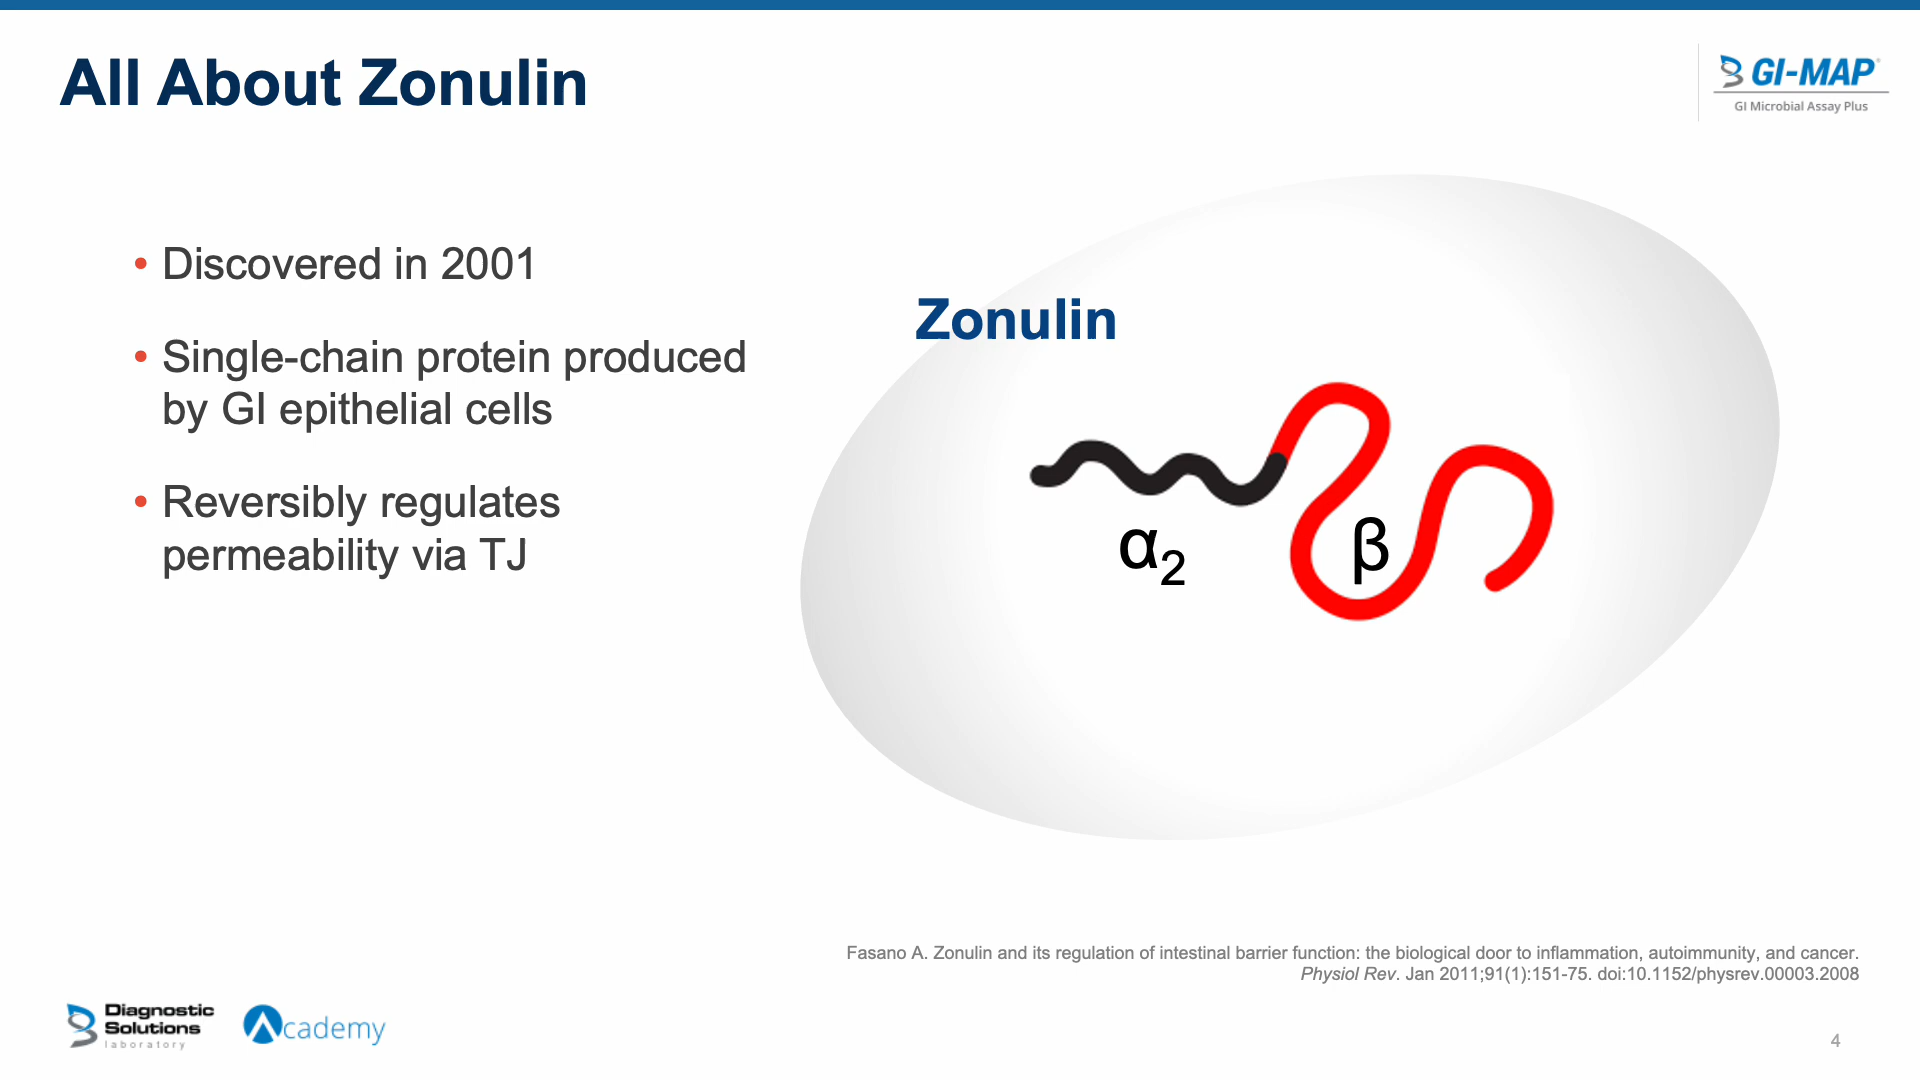 All About Zonulin
GI-MAP®
GI Microbial Assay Plus
• Discovered in 2001
• Single-chain protein produced
by GI epithelial cells
• Reversibly regulates
permeability via TJ
Zonulin
α₂
β
Fasano A. Zonulin and its regulation of intestinal barrier function: the biological door to inflammation, autoimmunity, and cancer.
Physiol Rev. Jan 2011;91(1):151-75. doi:10.1152/physrev.00003.2008
Diagnostic
Solutions
laboratory
Academy
4